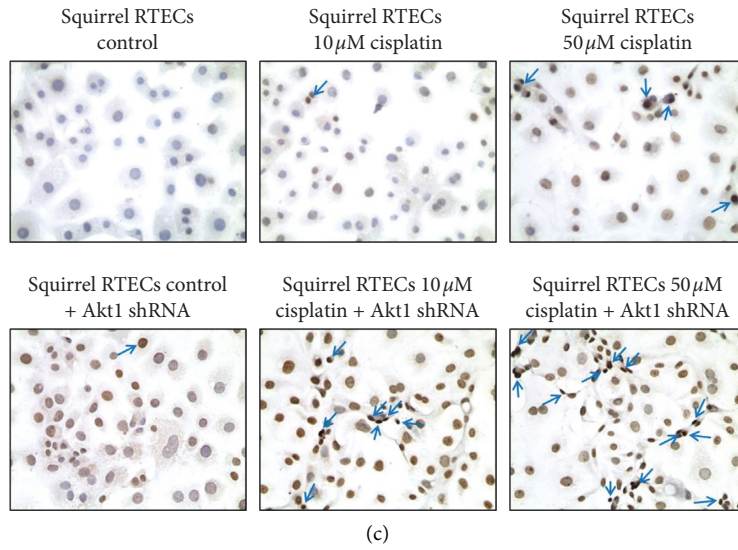 Squirrel RTECs
control
Squirrel RTECs
10 μM cisplatin
Squirrel RTECs
50 μM cisplatin
Squirrel RTECs control
+ Akt1 shRNA
Squirrel RTECs 10 μM
cisplatin + Akt1 shRNA
Squirrel RTECs 50 μM
cisplatin + Akt1 shRNA
(c)